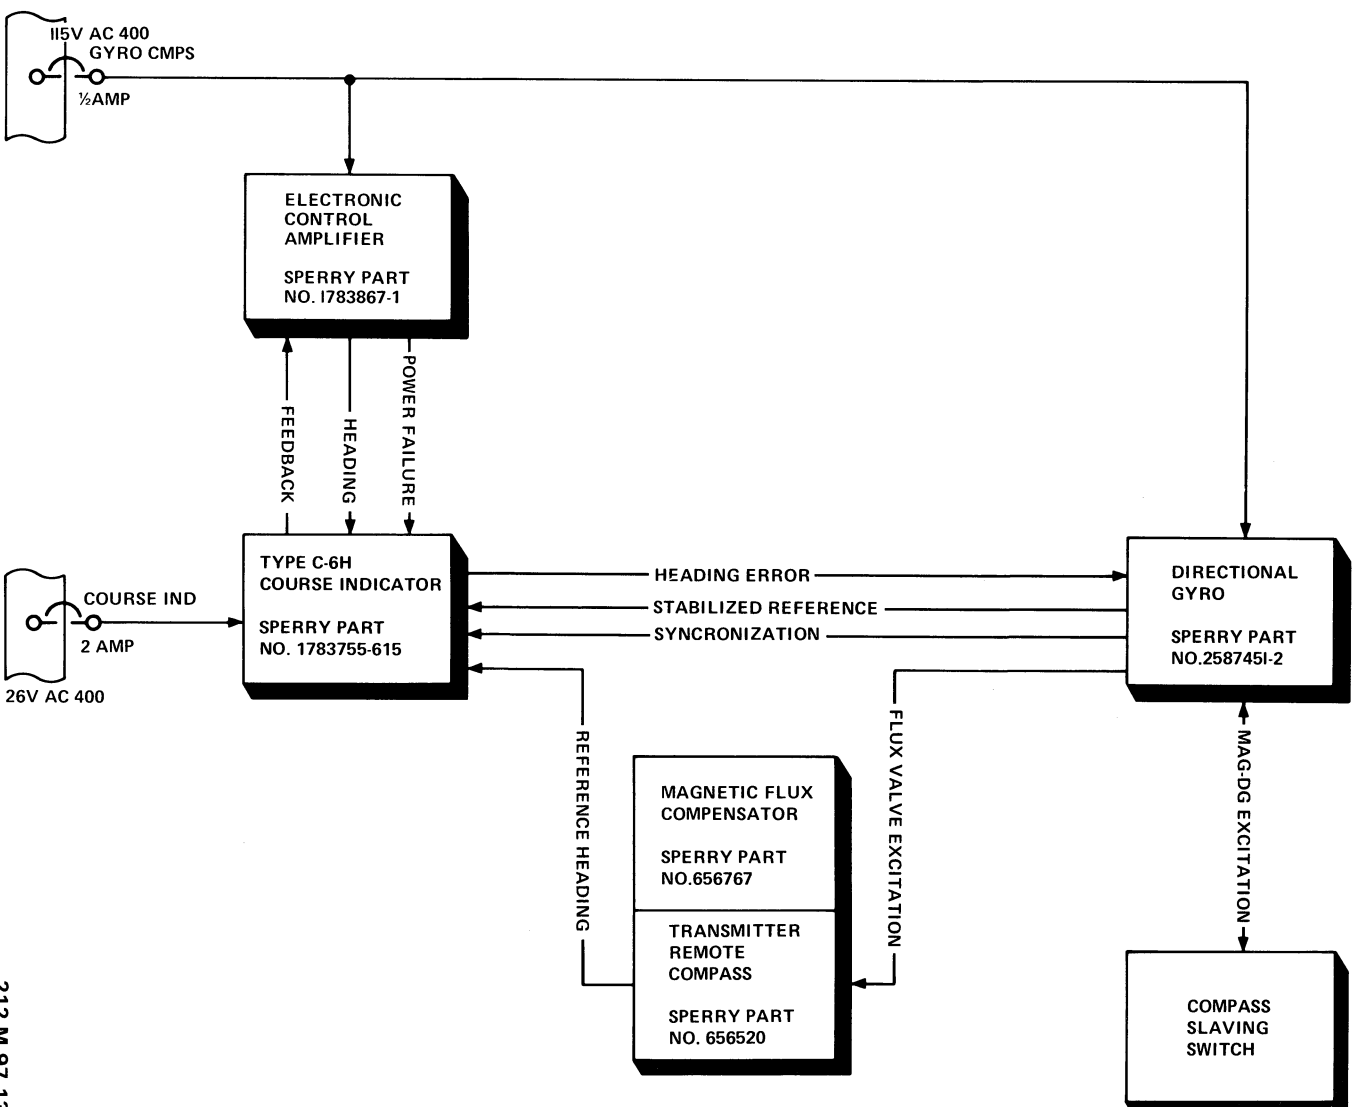 115V AC 400
GYRO CMPS
½AMP
ELECTRONIC
CONTROL
AMPLIFIER
SPERRY PART
NO. 1783867-1
FEEDBACK
HEADING
POWER FAILURE
TYPE C-6H
COURSE INDICATOR
SPERRY PART
NO. 1783755-615
COURSE IND
2 AMP
26V AC 400
HEADING ERROR
STABILIZED REFERENCE
SYNCRONIZATION
DIRECTIONAL
GYRO
SPERRY PART
NO.2587451-2
REFERENCE HEADING
FLUX VALVE EXCITATION
MAG-DG EXCITATION
MAGNETIC FLUX
COMPENSATOR
SPERRY PART
NO.656767
TRANSMITTER
REMOTE
COMPASS
SPERRY PART
NO. 656520
COMPASS
SLAVING
SWITCH
212 M 97